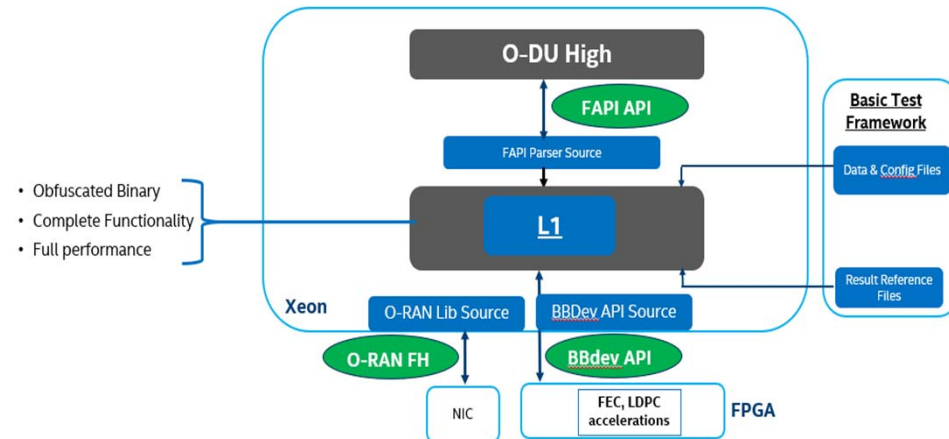 O-DU High
FAPI API
FAPI Parser Source
L1
• Obfuscated Binary
• Complete Functionality
• Full performance
Xeon
O-RAN Lib Source
BBDev API Source
O-RAN FH
BBdev API
NIC
FEC, LDPC
accelerations
FPGA
Basic Test
Framework
Data & Config Files
Result Reference
Files